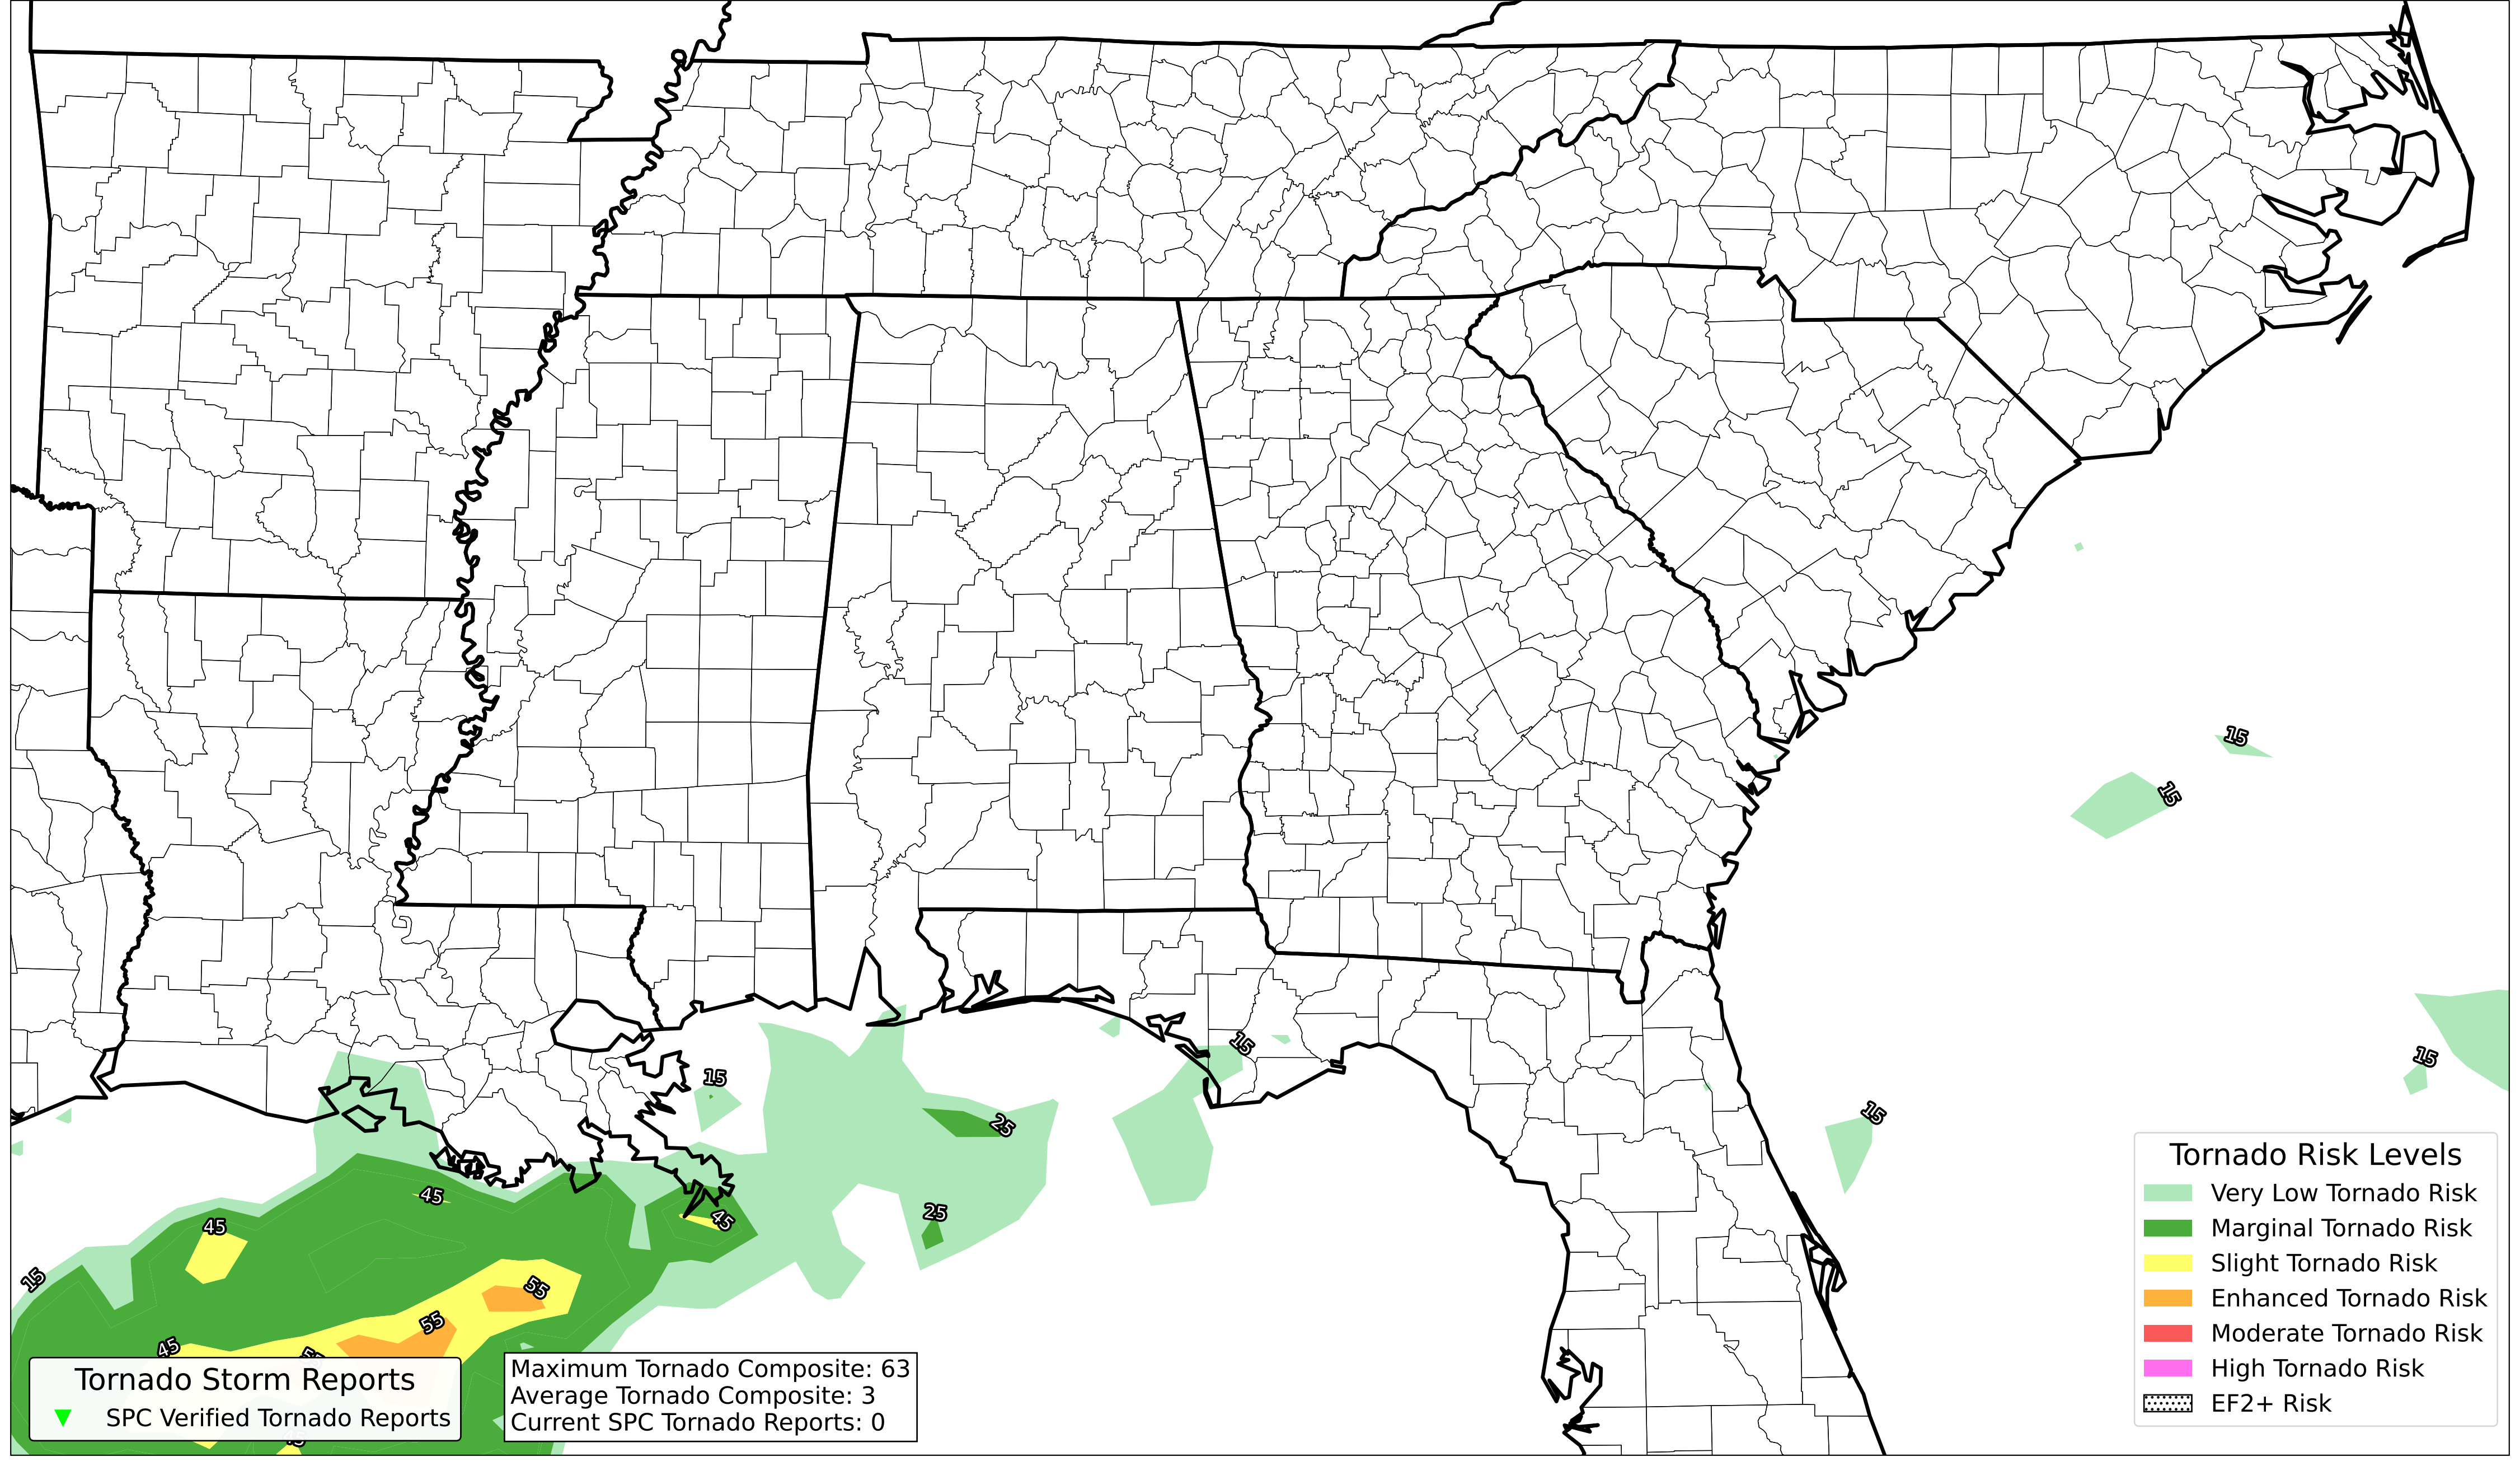 15
15
15
15
15
15
25
45
25
45
45
15
55
55
45
Tornado Risk Levels
Very Low Tornado Risk
Marginal Tornado Risk
Slight Tornado Risk
Enhanced Tornado Risk
Moderate Tornado Risk
High Tornado Risk
EF2+ Risk
Tornado Storm Reports
SPC Verified Tornado Reports
Maximum Tornado Composite: 63
Average Tornado Composite: 3
Current SPC Tornado Reports: 0